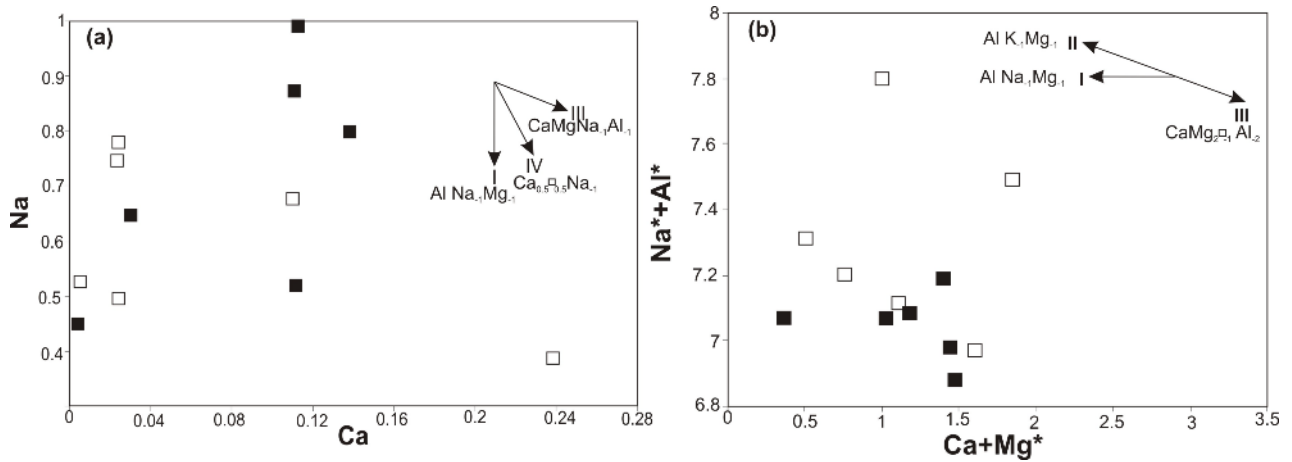 (a)
1
0.9
0.8
0.7
0.6
0.5
0.4
Na
III
CaMgNa₋₁Al₋₁
IV
I
Ca₀.₅□₀.₅Na₋₁
Al Na₋₁Mg₋₁
0 0.04 0.08 0.12 0.16 0.2 0.24 0.28
Ca
(b)
8
7.8
7.6
7.4
7.2
7
6.8
Na*+Al*
Al K₋₁Mg₋₁ II
Al Na₋₁Mg₋₁ I
III
CaMg₂□₋₁Al₋₂
0 0.5 1 1.5 2 2.5 3 3.5
Ca+Mg*